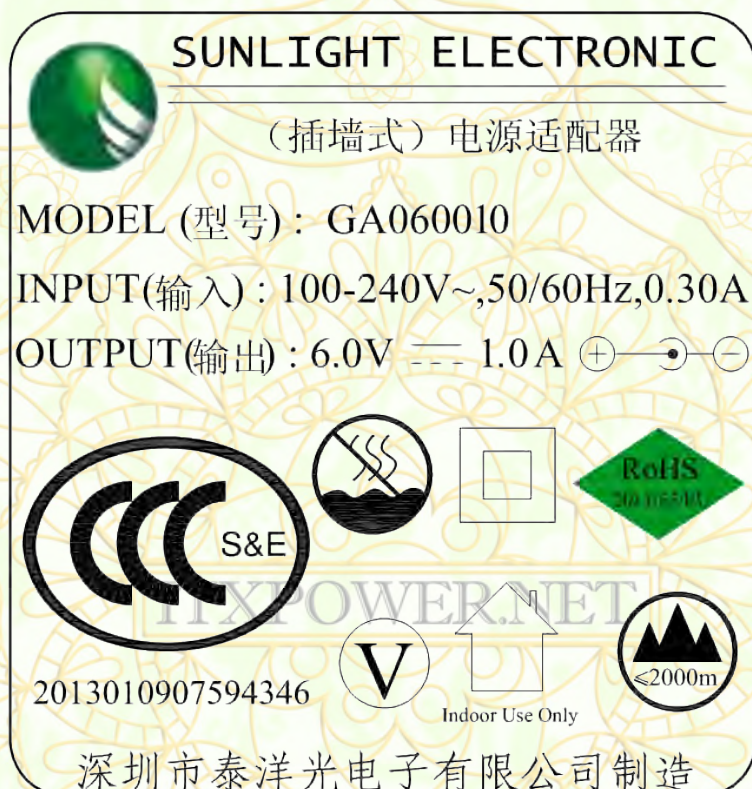 SUNLIGHT ELECTRONIC
（插墙式）电源适配器
MODEL (型号) : GA060010
INPUT(输入) : 100-240V~,50/60Hz,0.30A
OUTPUT(输出) : 6.0V ⎓ 1.0A
S&E
RoHS
ITXPOWER.NET
V
≤2000m
2013010907594346
Indoor Use Only
深圳市泰洋光电子有限公司制造